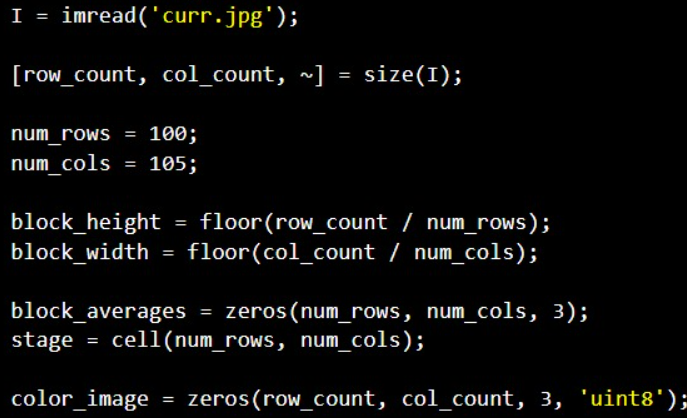 I = imread('curr.jpg');
[row_count, col_count, ~] = size(I);
num_rows = 100;
num_cols = 105;
block_height = floor(row_count / num_rows);
block_width = floor(col_count / num_cols);
block_averages = zeros(num_rows, num_cols, 3);
stage = cell(num_rows, num_cols);
color_image = zeros(row_count, col_count, 3, 'uint8');